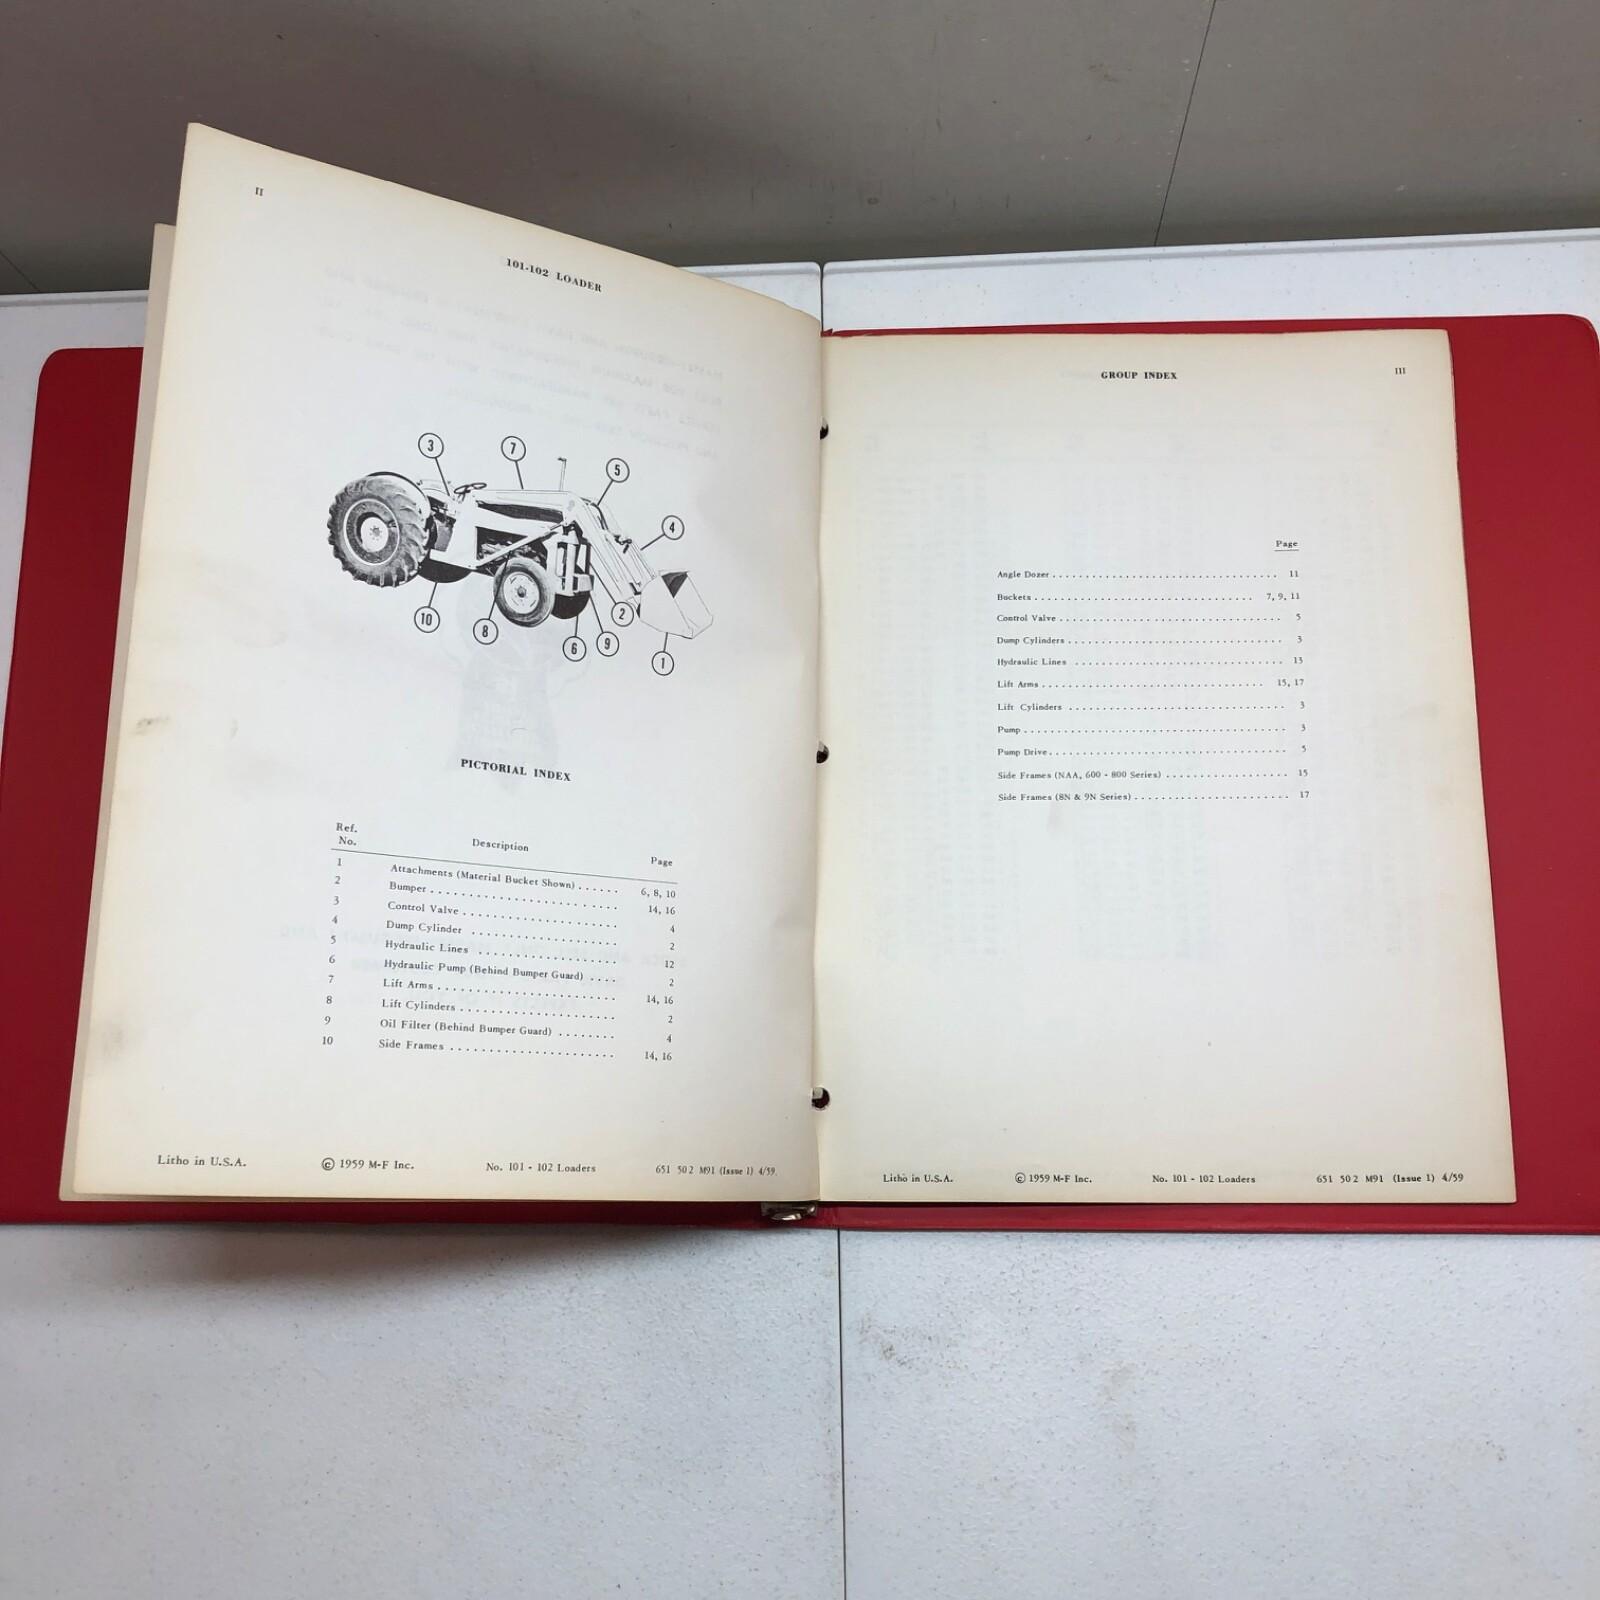 II
101-102 LOADER
3
7
5
4
10
8
6
9
2
1
PICTORIAL INDEX
Ref. No. Description Page
1 Attachments (Material Bucket Shown) ...... 6, 8, 10
2 Bumper ........................ 14, 16
3 Control Valve ........................ 4
4 Dump Cylinder ...................... 2
5 Hydraulic Lines ..................... 12
6 Hydraulic Pump (Behind Bumper Guard) .... 2
7 Lift Arms ........................... 14, 16
8 Lift Cylinders ........................ 2
9 Oil Filter (Behind Bumper Guard) ........ 4
10 Side Frames ........................ 14, 16
Litho in U.S.A. © 1959 M-F Inc. No. 101 - 102 Loaders 651 502 M91 (Issue 1) 4/59.
GROUP INDEX III
Page
Angle Dozer .................................. 11
Buckets ................................. 7, 9, 11
Control Valve .................................. 5
Dump Cylinders ................................ 3
Hydraulic Lines ................................ 13
Lift Arms .................................. 15, 17
Lift Cylinders ................................. 3
Pump ............................................ 3
Pump Drive .................................... 5
Side Frames (NAA, 600 - 800 Series) ................... 15
Side Frames (8N & 9N Series) ........................ 17
Litho in U.S.A. © 1959 M-F Inc. No. 101 - 102 Loaders 651 502 M91 (Issue 1) 4/59